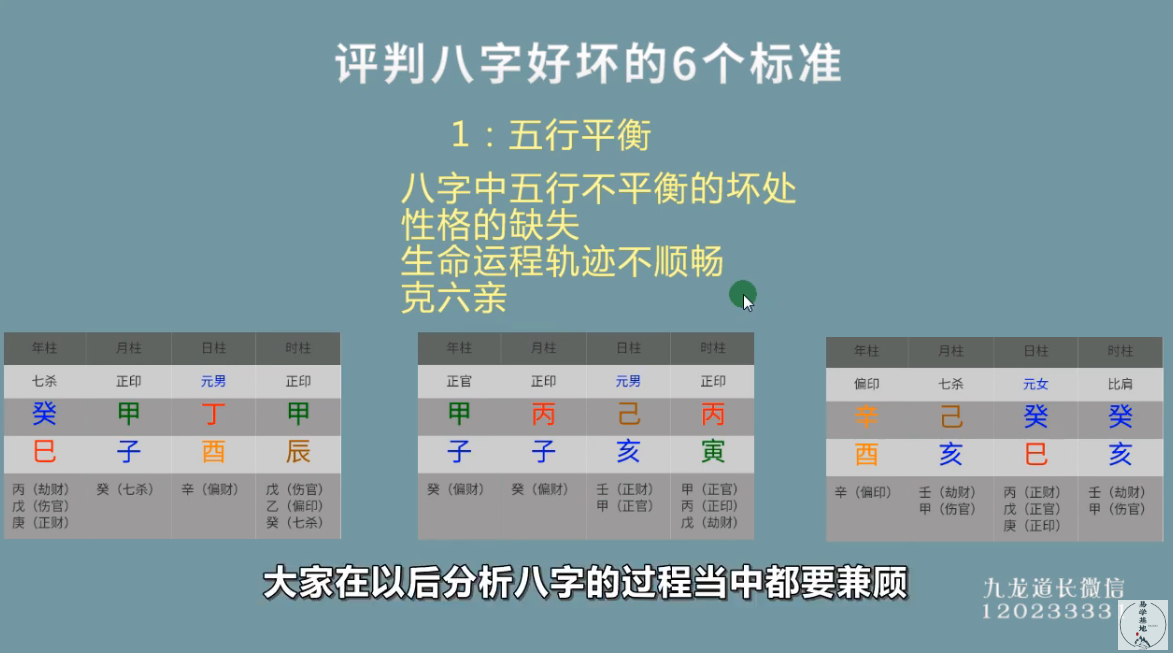 评判八字好坏的6个标准
1：五行平衡
八字中五行不平衡的坏处
性格的缺失
生命运程轨迹不顺畅
克六亲
年柱 月柱 日柱 时柱
七杀 正印 元男 正印
癸 甲 丁 甲
巳 子 酉 辰
丙（劫财） 癸（七杀） 辛（偏财） 戊（伤官）
戊（伤官） 乙（偏印）
庚（正财） 癸（七杀）
年柱 月柱 日柱 时柱
正官 正印 元男 正印
甲 丙 己 丙
子 子 亥 寅
癸（偏财） 癸（偏财） 壬（正财） 甲（正官）
甲（正官） 丙（正印）
戊（劫财）
年柱 月柱 日柱 时柱
偏印 七杀 元女 比肩
辛 己 癸 癸
酉 亥 巳 亥
辛（偏印） 壬（劫财） 丙（正财） 壬（劫财）
甲（伤官） 戊（正官） 甲（伤官）
庚（正印）
大家在以后分析八字的过程当中都要兼顾
九龙道长微信
12023333
易学基地